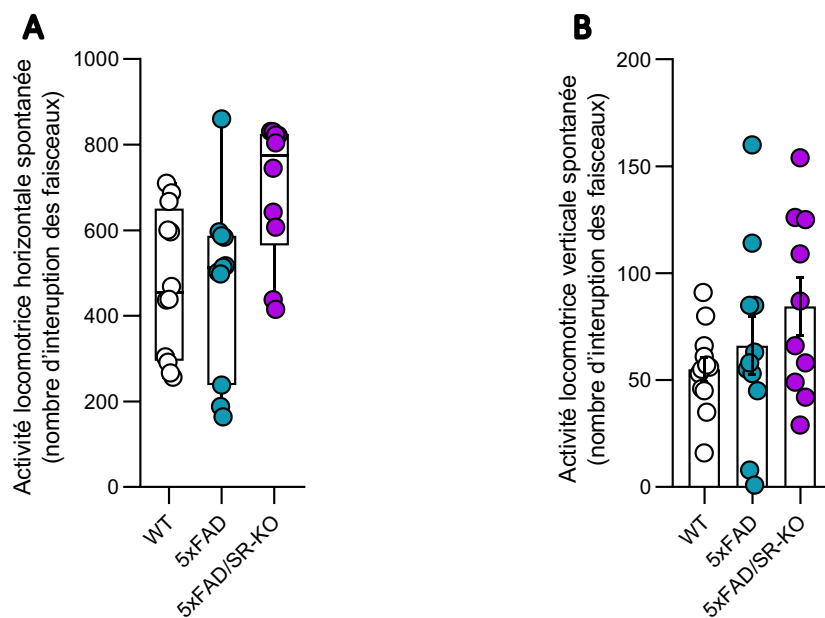 A
Activité locomotrice horizontale spontanée
(nombre d'interuption des faisceaux)
1000
800
600
400
200
0
WT
5xFAD
5xFAD/SR-KO
B
Activité locomotrice verticale spontanée
(nombre d'interuption des faisceaux)
200
150
100
50
0
WT
5xFAD
5xFAD/SR-KO